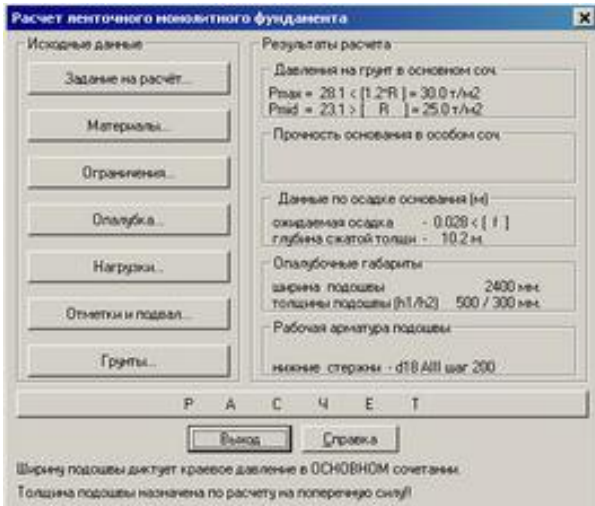 Расчет ленточного монолитного фундамента
Исходные данные
Задание на расчёт...
Материалы...
Ограничения...
Опалубка...
Нагрузки...
Отметки и подвал...
Грунты...
Результаты расчета
Давления на грунт в основном соч.
Pmax = 28.1 < [1.2*R ] = 30.0 т/м2
Pmid = 23.1 > [ R ] = 25.0 т/м2
Прочность основания в особом соч.
Данные по осадке основания (м)
ожидаемая осадка - 0.028 < [ f ]
глубина сжатой толщи - 10.2 м.
Опалубочные габариты
ширина подошвы 2400 мм.
толщины подошвы (h1/h2) 500 / 300 мм.
Рабочая арматура подошвы
нижние стержни - d18 AIII шаг 200
Р А С Ч Е Т
Выход
Справка
Ширину подошвы диктует краевое давление в ОСНОВНОМ сочетании.
Толщина подошвы назначена по расчету на поперечную силу!!